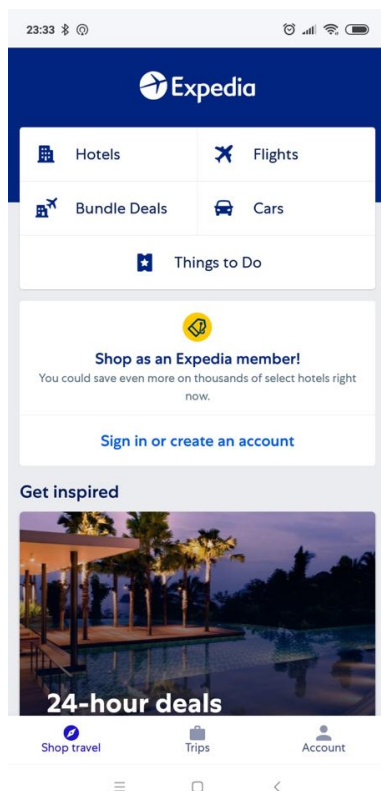 23:33
Expedia
Hotels
Flights
Bundle Deals
Cars
Things to Do
Shop as an Expedia member!
You could save even more on thousands of select hotels right
now.
Sign in or create an account
Get inspired
24-hour deals
Shop travel
Trips
Account